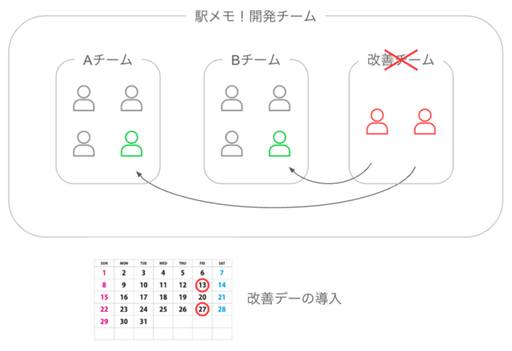 駅メモ！開発チーム
Aチーム
Bチーム
改善チーム
SUN MON TUE WED THU FRI SAT
1 2 3 4 5 6 7
8 9 10 11 12 13 14
15 16 17 18 19 20 21
22 23 24 25 26 27 28
29 30 31
改善デーの導入